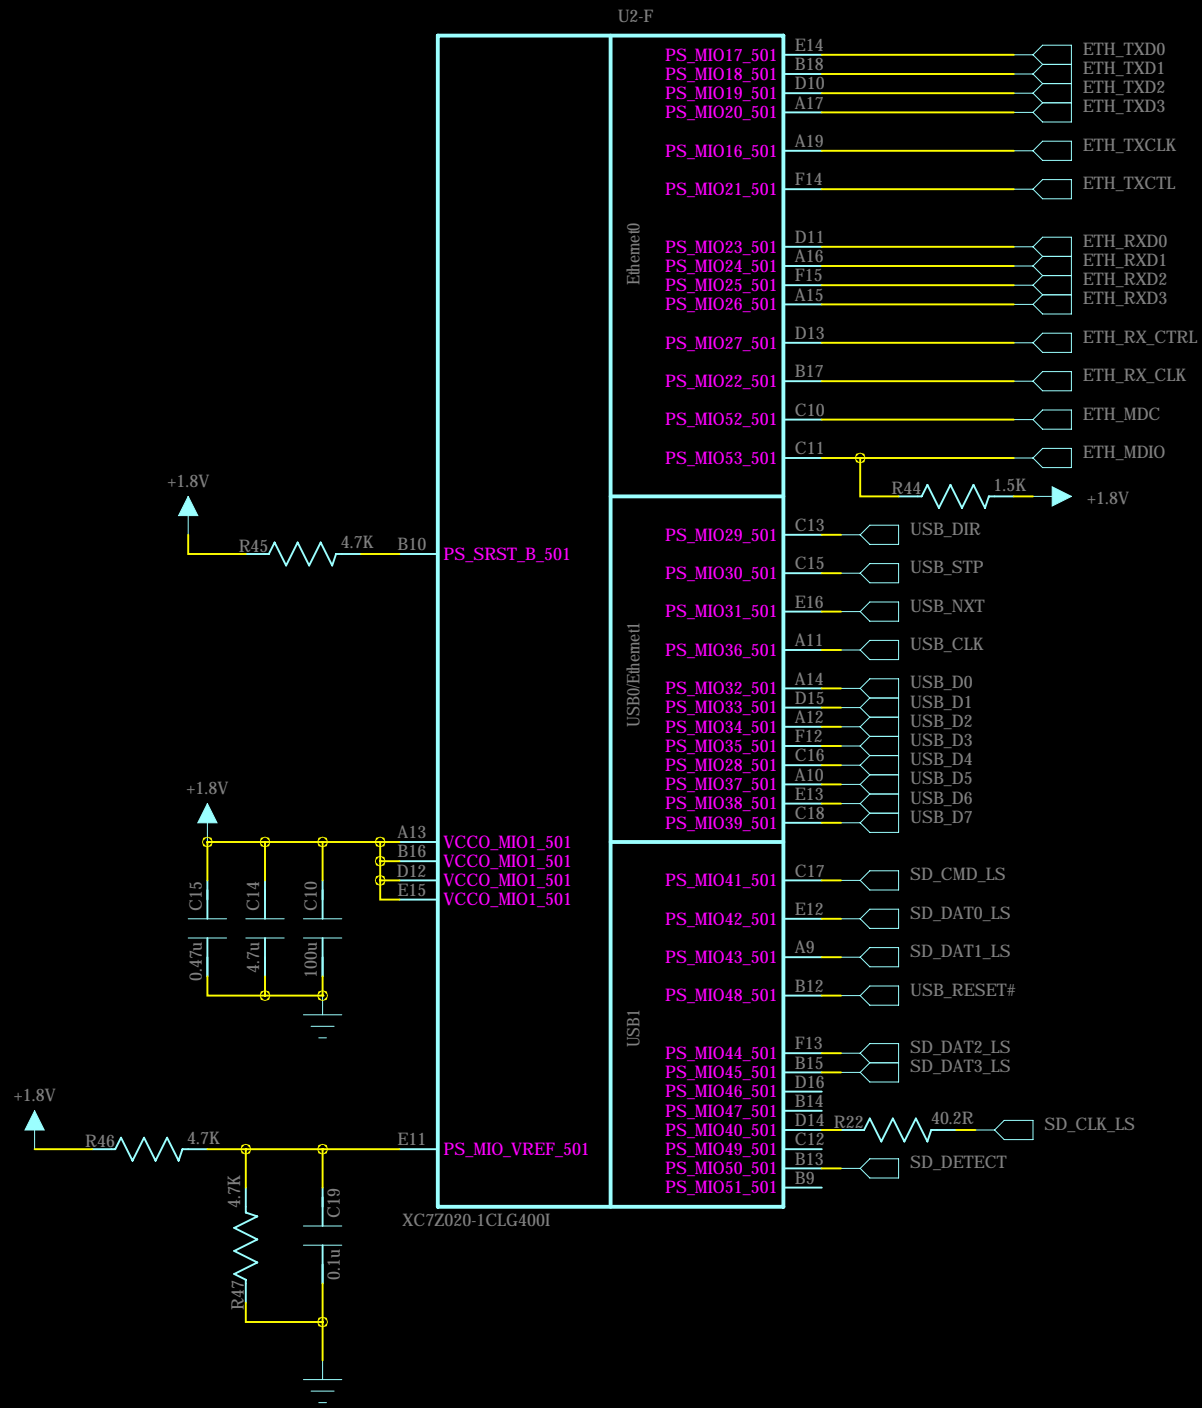 U2-F
PS_MIO17_501 E14 ETH_TXD0
PS_MIO18_501 B18 ETH_TXD1
PS_MIO19_501 D10 ETH_TXD2
PS_MIO20_501 A17 ETH_TXD3
PS_MIO16_501 A19 ETH_TXCLK
PS_MIO21_501 F14 ETH_TXCTL
Ethernet0
PS_MIO23_501 D11 ETH_RXD0
PS_MIO24_501 A16 ETH_RXD1
PS_MIO25_501 F15 ETH_RXD2
PS_MIO26_501 A15 ETH_RXD3
PS_MIO27_501 D13 ETH_RX_CTRL
PS_MIO22_501 B17 ETH_RX_CLK
PS_MIO52_501 C10 ETH_MDC
PS_MIO53_501 C11 ETH_MDIO
R44 1.5K +1.8V
+1.8V
R45 4.7K B10 PS_SRST_B_501
PS_MIO29_501 C13 USB_DIR
PS_MIO30_501 C15 USB_STP
PS_MIO31_501 E16 USB_NXT
PS_MIO36_501 A11 USB_CLK
USB0/Ethernet1
PS_MIO32_501 A14 USB_D0
PS_MIO33_501 D15 USB_D1
PS_MIO34_501 A12 USB_D2
PS_MIO35_501 F12 USB_D3
PS_MIO28_501 C16 USB_D4
PS_MIO37_501 A10 USB_D5
PS_MIO38_501 E13 USB_D6
PS_MIO39_501 C18 USB_D7
+1.8V
A13 VCCO_MIO1_501
B16 VCCO_MIO1_501
D12 VCCO_MIO1_501
E15 VCCO_MIO1_501
C15 0.47u
C14 4.7u
C10 100u
PS_MIO41_501 C17 SD_CMD_LS
PS_MIO42_501 E12 SD_DAT0_LS
PS_MIO43_501 A9 SD_DAT1_LS
PS_MIO48_501 B12 USB_RESET#
USB1
PS_MIO44_501 F13 SD_DAT2_LS
PS_MIO45_501 B15 SD_DAT3_LS
PS_MIO46_501 D16
PS_MIO47_501 B14
PS_MIO40_501 D14 R22 40.2R SD_CLK_LS
PS_MIO49_501 C12
PS_MIO50_501 B13 SD_DETECT
PS_MIO51_501 B9
+1.8V
R46 4.7K E11 PS_MIO_VREF_501
4.7K R47
C19 0.1u
XC7Z020-1CLG400I